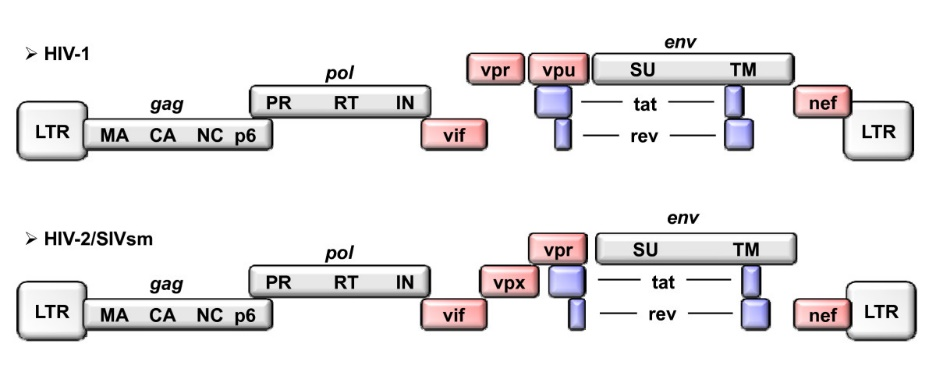 ➢ HIV-1
env
vpr vpu SU TM
pol
PR RT IN
gag
tat
nef
LTR MA CA NC p6 vif rev LTR
➢ HIV-2/SIVsm
env
vpr SU TM
pol
PR RT IN
gag
vpx tat
LTR MA CA NC p6 vif rev nef LTR